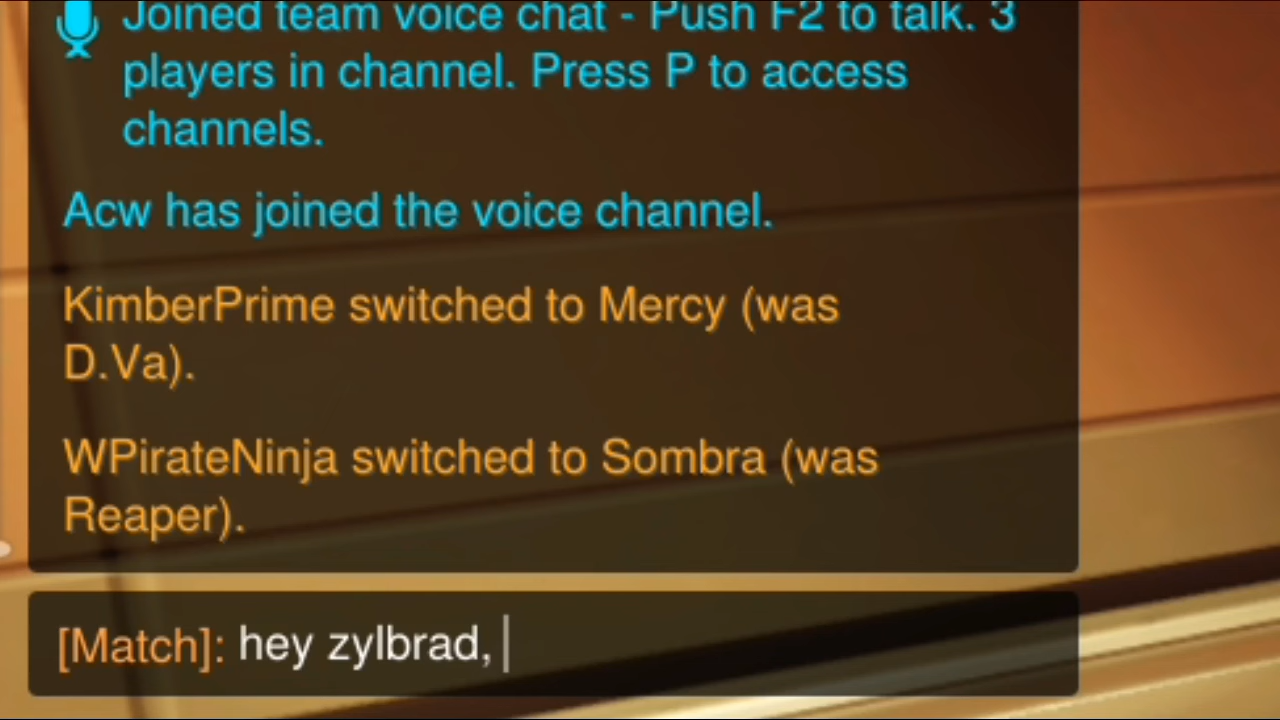 Joined team voice chat - Push F2 to talk. 3
players in channel. Press P to access
channels.
Acw has joined the voice channel.
KimberPrime switched to Mercy (was
D.Va).
WPirateNinja switched to Sombra (was
Reaper).
[Match]: hey zylbrad,